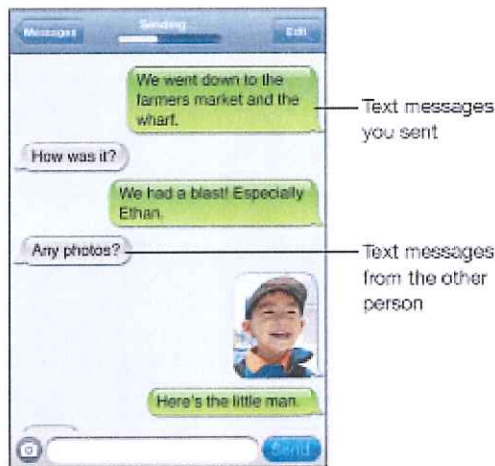 Messages
Sending
Edit
We went down to the
farmers market and the
wharf.
Text messages
you sent
How was it?
We had a blast! Especially
Ethan.
Any photos?
Text messages
from the other
person
Here's the little man.
Send